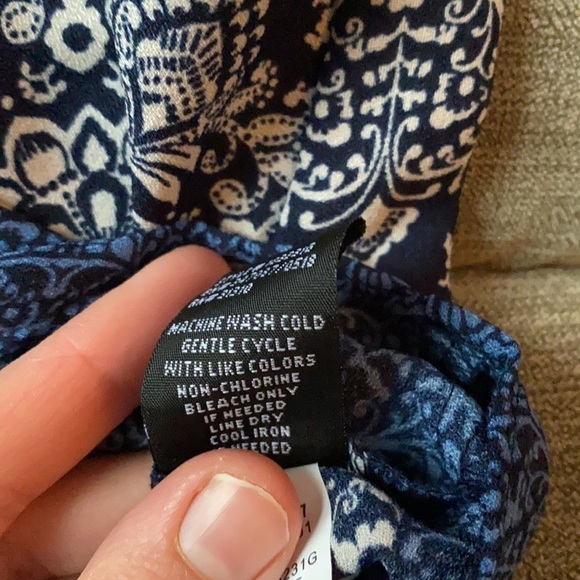 MACHINE WASH COLD
GENTLE CYCLE
WITH LIKE COLORS
NON-CHLORINE
BLEACH ONLY
IF NEEDED
LINE DRY
COOL IRON
NEEDED
231G